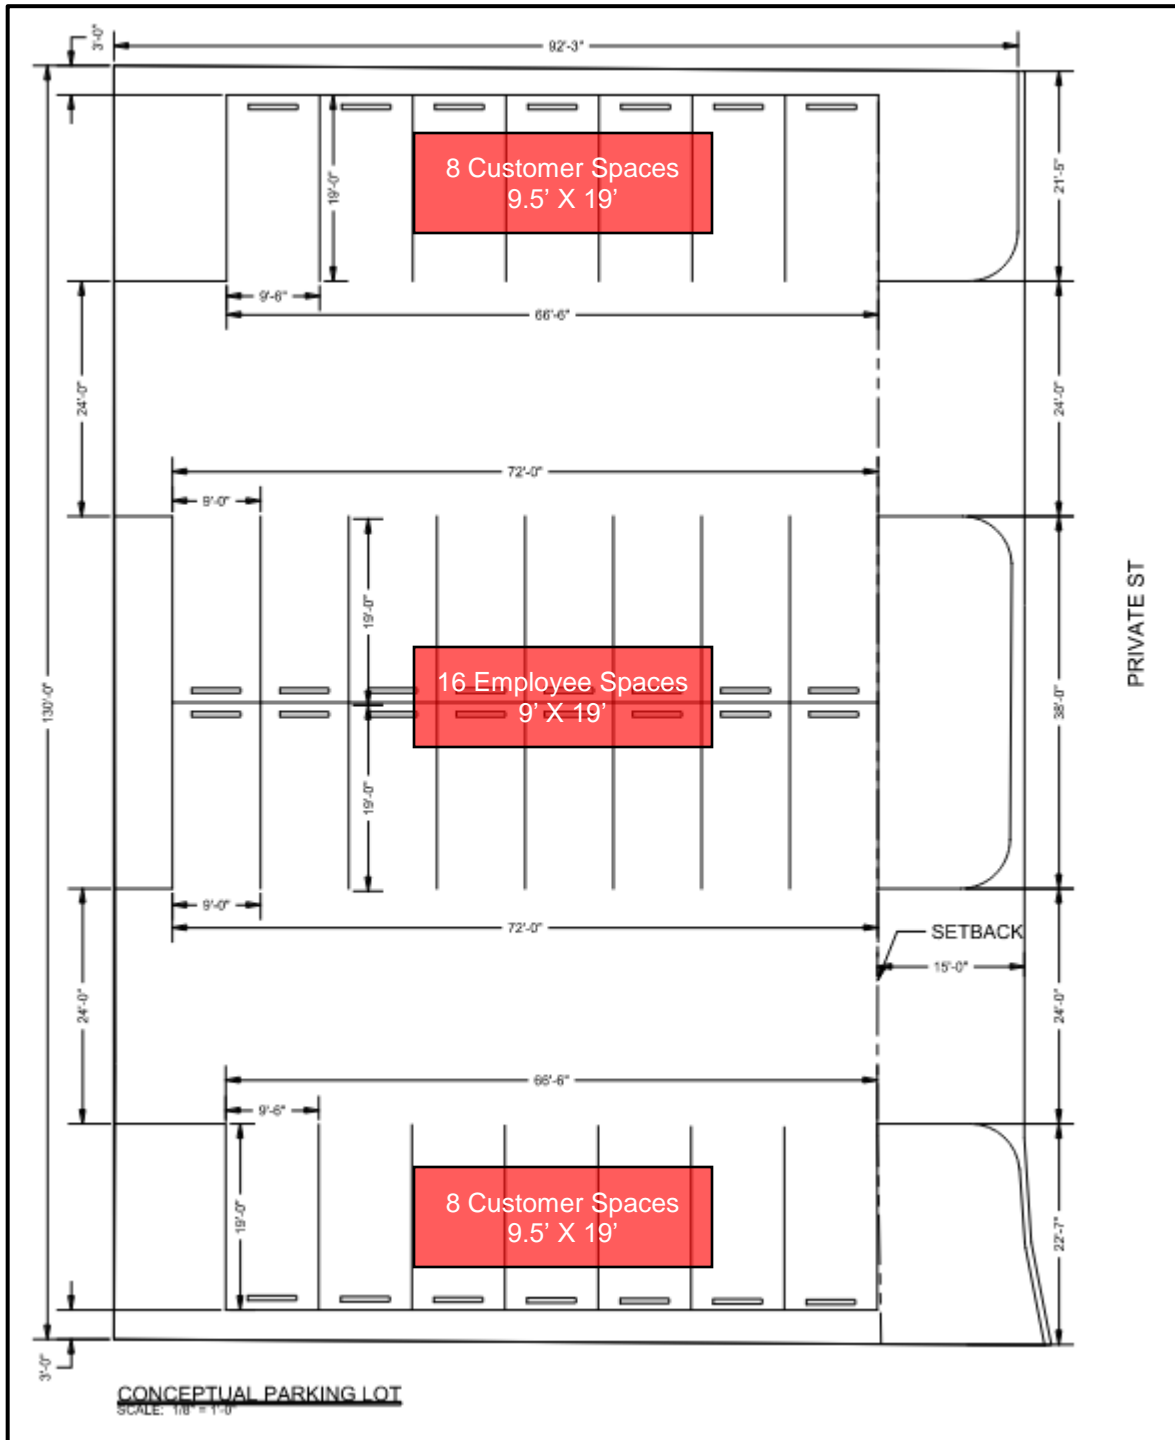 3'-0"
92'-3"
8 Customer Spaces
9.5' X 19'
19'-0"
21'-5"
9'-6"
66'-6"
24'-0"
24'-0"
72'-0"
9'-0"
19'-0"
PRIVATE ST
130'-0"
16 Employee Spaces
9' X 19'
38'-0"
19'-0"
9'-0"
72'-0"
SETBACK
15'-0"
24'-0"
24'-0"
66'-6"
9'-6"
8 Customer Spaces
9.5' X 19'
19'-0"
22'-7"
3'-0"
CONCEPTUAL PARKING LOT
SCALE: 1/8" = 1'-0"